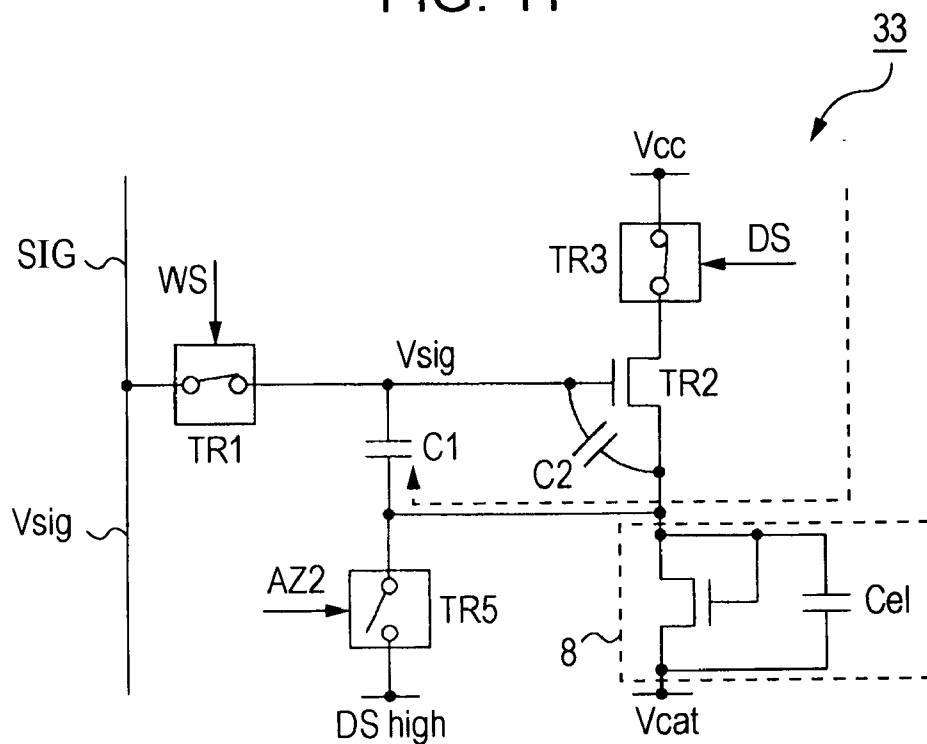 33
Vcc
SIG
WS
TR3
DS
Vsig
TR2
TR1
C1
C2
Vsig
AZ2
TR5
Cel
8
DS high
Vcat